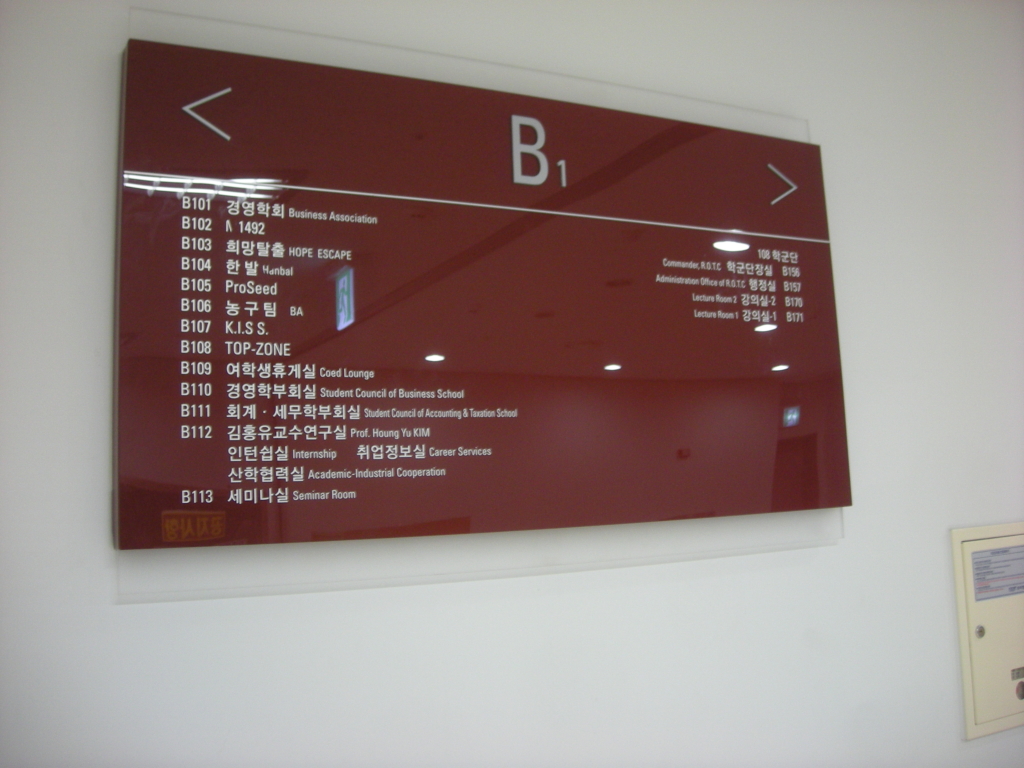 <
B1
>
B101 경영학회 Business Association
B102 1492
B103 희망탈출 HOPE ESCAPE
B104 한발 Hanbal
B105 ProSeed
B106 농구팀 BA
B107 K.I.S S.
B108 TOP-ZONE
B109 여학생휴게실 Coed Lounge
B110 경영학부회실 Student Council of Business School
B111 회계·세무학부회실 Student Council of Accounting & Taxation School
B112 김홍유교수연구실 Prof. Houng Yu KIM
인턴쉽실 Internship 취업정보실 Career Services
산학협력실 Academic-Industrial Cooperation
B113 세미나실 Seminar Room
108 학군단
Commander, R.O.T.C 학군단장실 B156
Administration Office of R.O.T.C 행정실 B157
Lecture Room 2 강의실-2 B170
Lecture Room 1 강의실-1 B171